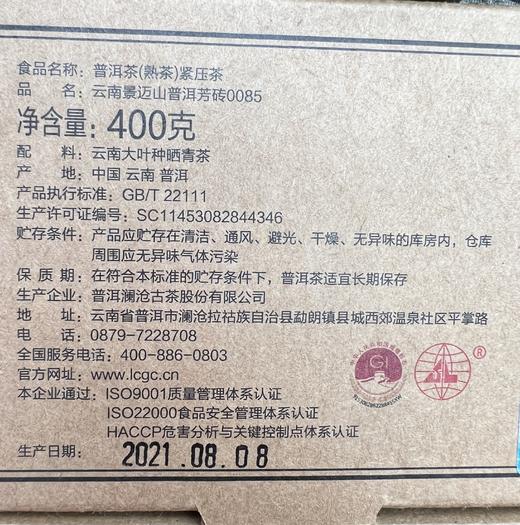 食品名称：普洱茶(熟茶)紧压茶
品 名：云南景迈山普洱芳砖0085
净含量：400克
配 料：云南大叶种晒青茶
产 地：中国 云南 普洱
产品执行标准：GB/T 22111
生产许可证编号：SC11453082844346
贮存条件：产品应贮存在清洁、通风、避光、干燥、无异味的库房内，仓库
周围应无异味气体污染
保 质 期：在符合本标准的贮存条件下，普洱茶适宜长期保存
生产企业：普洱澜沧古茶股份有限公司
地 址：云南省普洱市澜沧拉祜族自治县勐朗镇县城西郊温泉社区平掌路
电 话：0879-7228708
全国服务电话：400-886-0803
官方网址：www.lcgc.cn
本企业通过：ISO9001质量管理体系认证
ISO22000食品安全管理体系认证
HACCP危害分析与关键控制点体系认证
生产日期：2021.08.08
GI
®